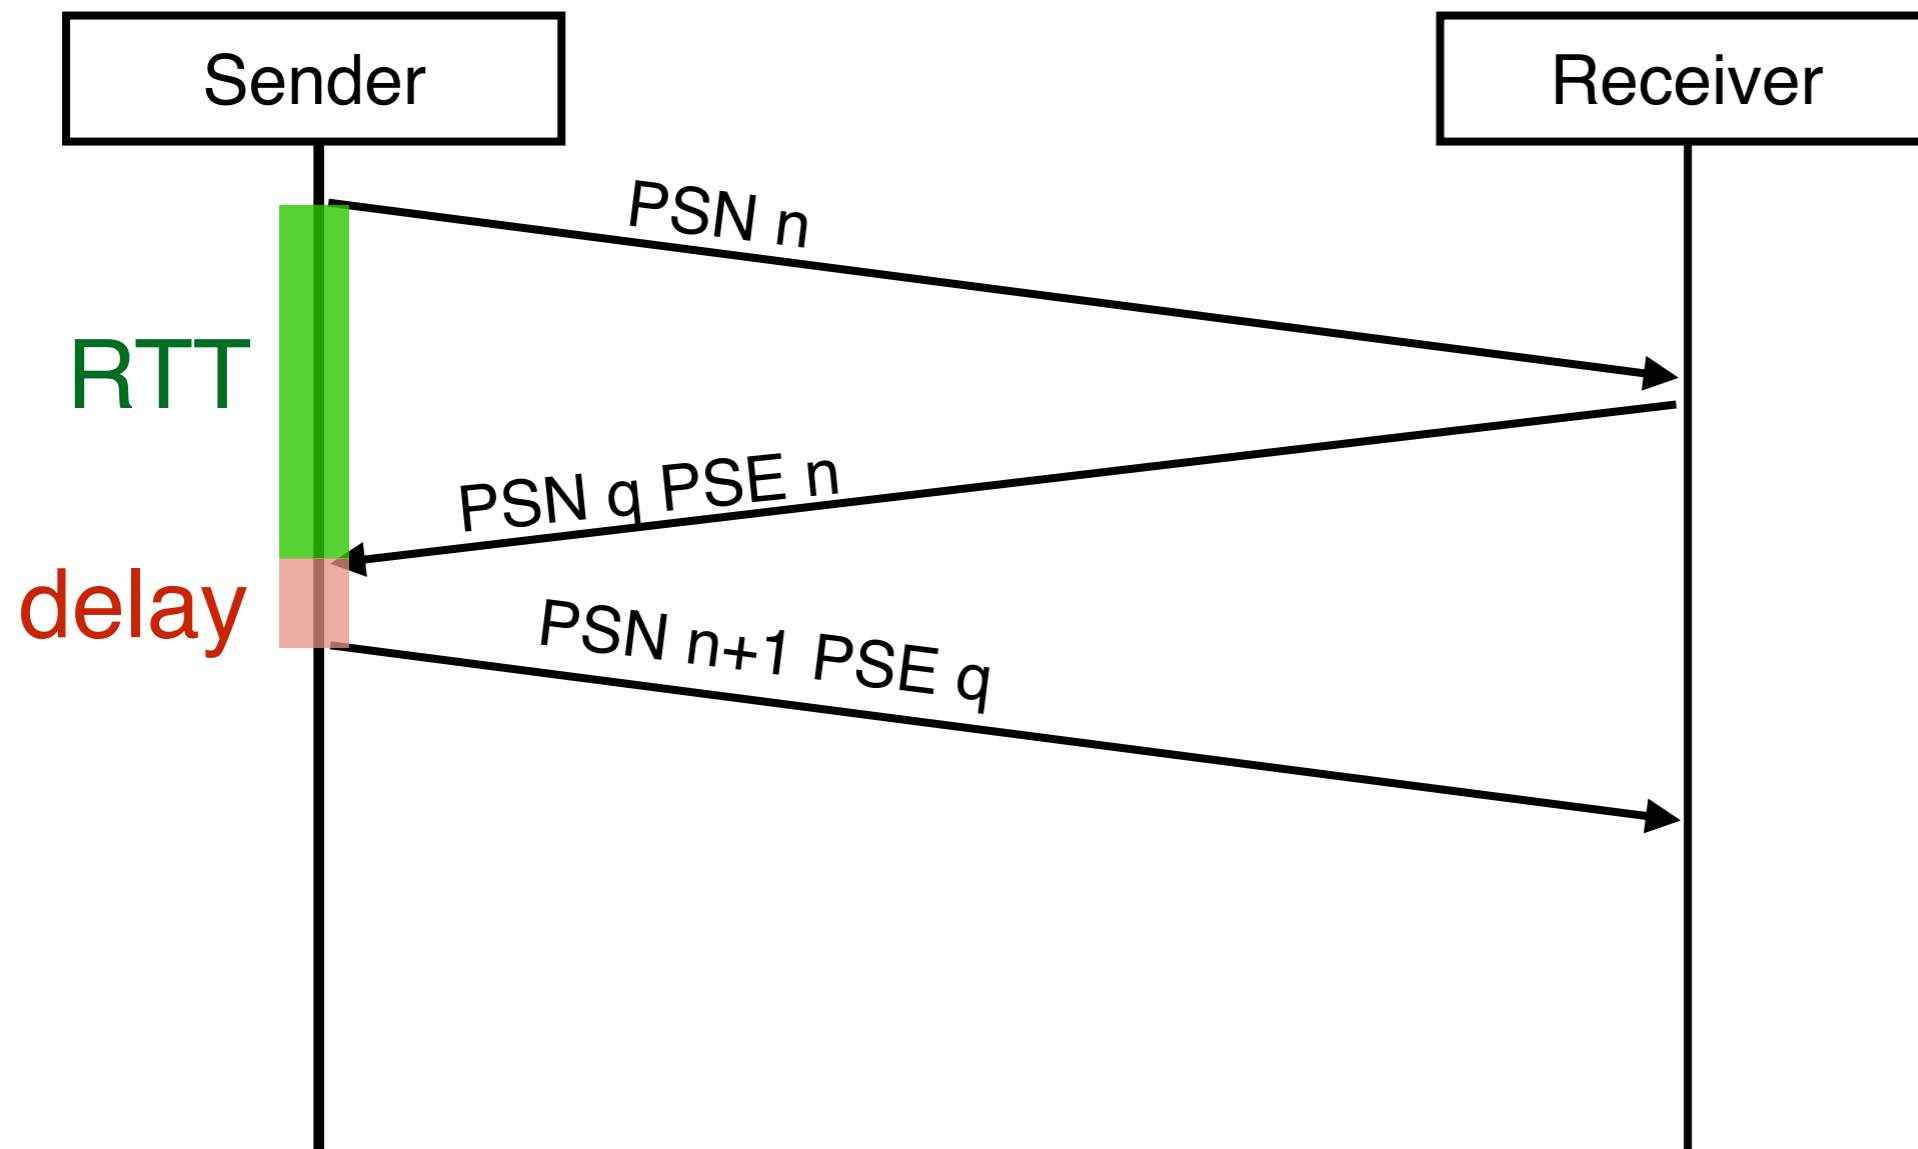 Sender
Receiver
PSN n
RTT
PSN q PSE n
delay
PSN n+1 PSE q